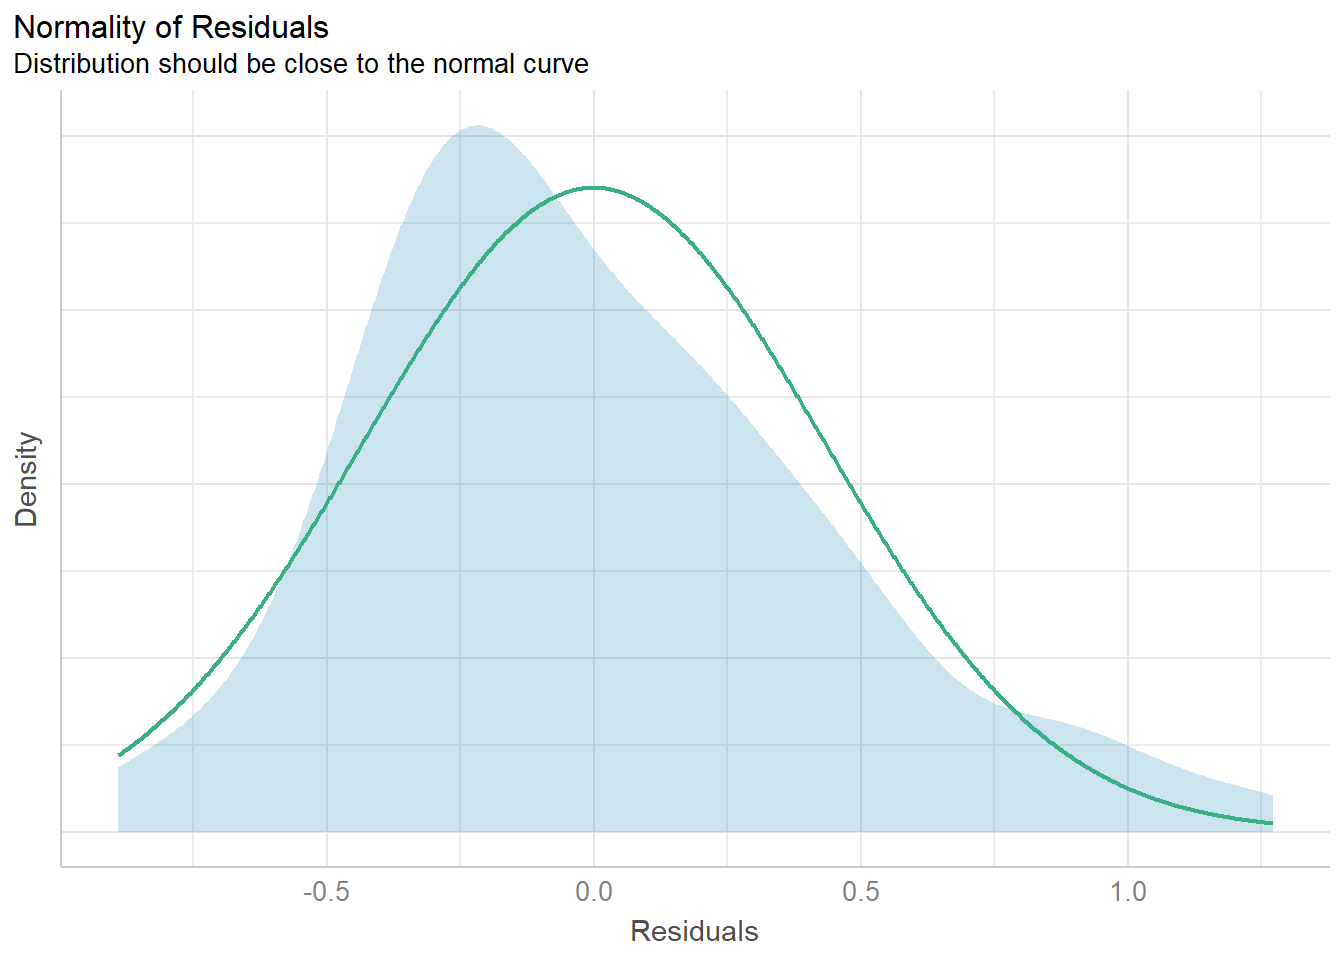 Normality of Residuals
Distribution should be close to the normal curve
Density
-0.5 0.0 0.5 1.0
Residuals